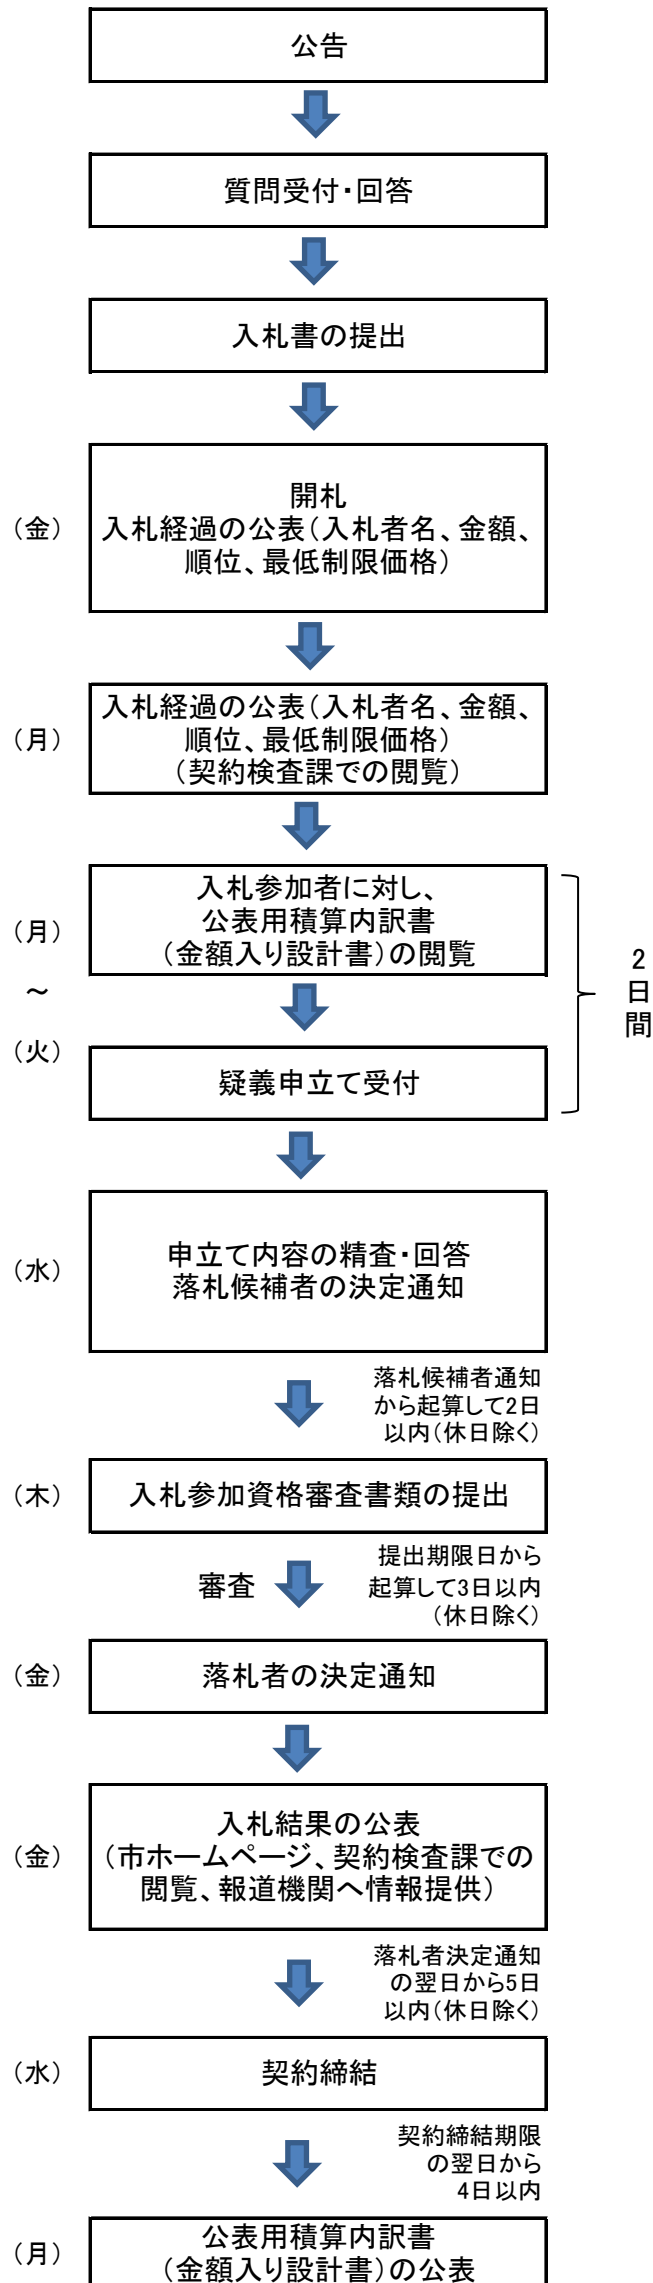 公告
質問受付・回答
入札書の提出
(金)
開札
入札経過の公表(入札者名、金額、
順位、最低制限価格)
(月)
入札経過の公表(入札者名、金額、
順位、最低制限価格)
(契約検査課での閲覧)
(月)
~
(火)
入札参加者に対し、
公表用積算内訳書
(金額入り設計書)の閲覧
疑義申立て受付
2
日
間
(水)
申立て内容の精査・回答
落札候補者の決定通知
落札候補者通知
から起算して2日
以内(休日除く)
(木)
入札参加資格審査書類の提出
審査
提出期限日から
起算して3日以内
(休日除く)
(金)
落札者の決定通知
(金)
入札結果の公表
(市ホームページ、契約検査課での
閲覧、報道機関へ情報提供)
落札者決定通知
の翌日から5日
以内(休日除く)
(水)
契約締結
契約締結期限
の翌日から
4日以内
(月)
公表用積算内訳書
(金額入り設計書)の公表